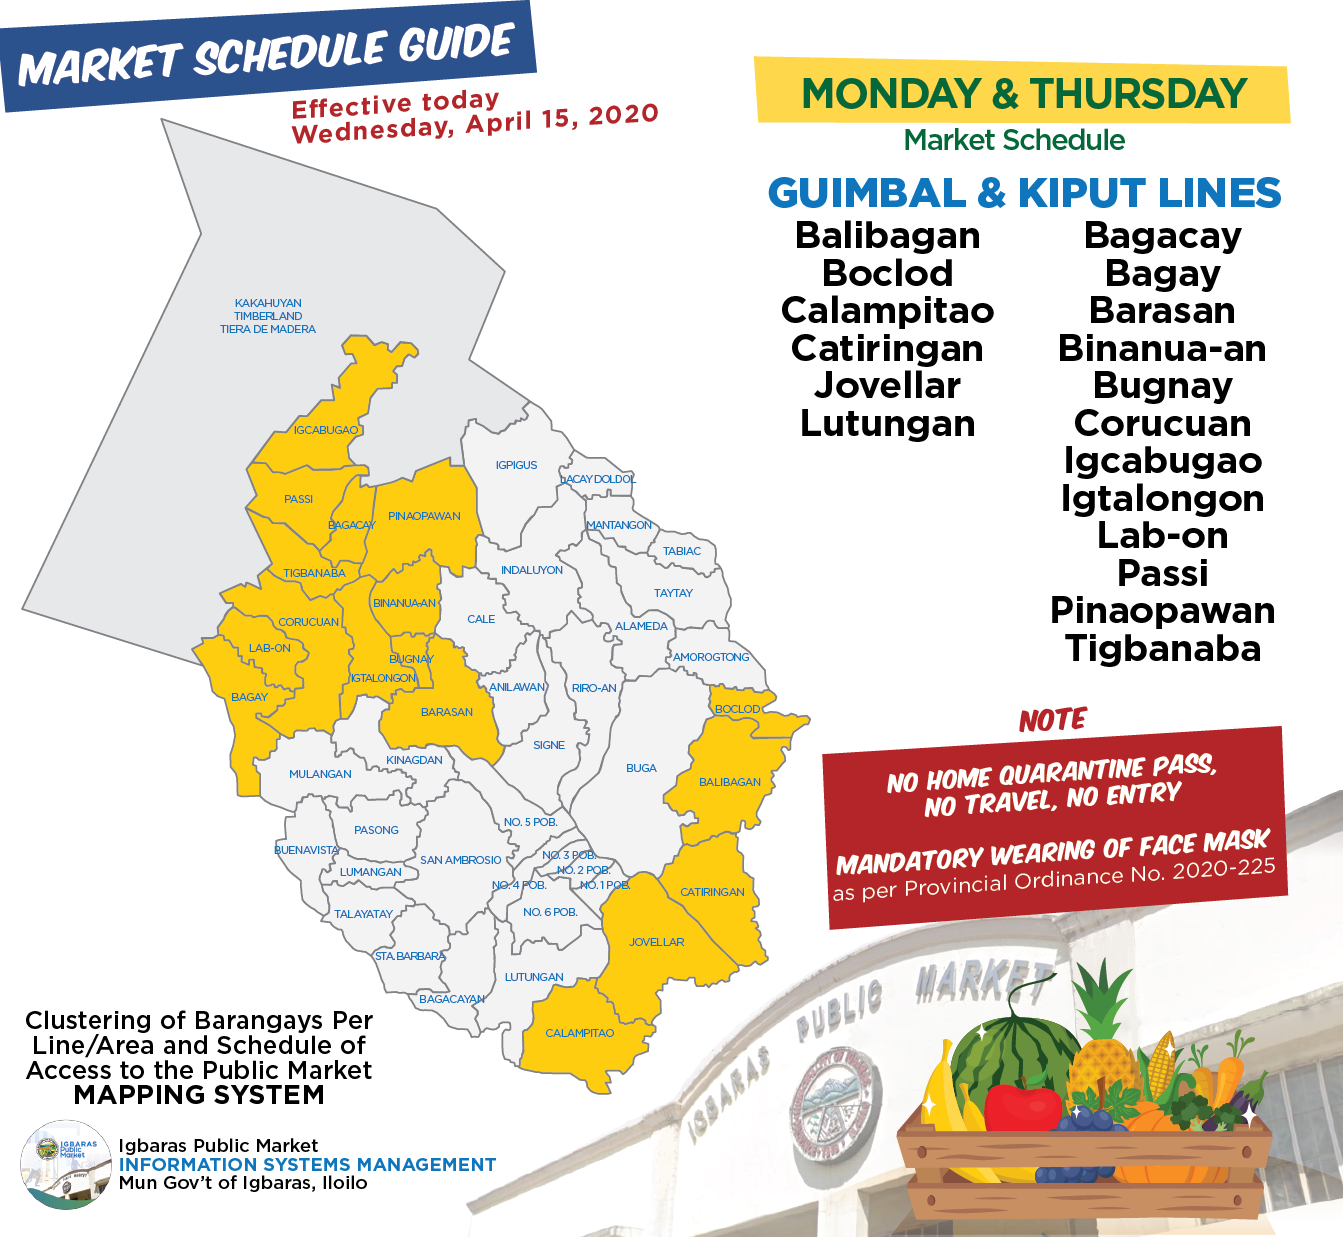 MARKET SCHEDULE GUIDE
Effective today
Wednesday, April 15, 2020
MONDAY & THURSDAY
Market Schedule
GUIMBAL & KIPUT LINES
Balibagan
Boclod
Calampitao
Catiringan
Jovellar
Lutungan
Bagacay
Bagay
Barasan
Binanua-an
Bugnay
Corucuan
Igcabugao
Igtalongon
Lab-on
Passi
Pinaopawan
Tigbanaba
KAKAHUYAN
TIMBERLAND
TIERA DE MADERA
IGCABUGAO
IGPIGUS
PASSI
BAGACAY
PINAOPAWAN
JACAY DOLDOL
MANTANGON
TABIAC
TIGBANABA
INDALUYON
TAYTAY
BINANUA-AN
CORUCUAN
CALE
ALAMEDA
LAB-ON
BUGNAY
AMOROGTONG
IGTALONGON
ANILAWAN
RIRO-AN
BAGAY
BARASAN
BOCLOD
SIGNE
KINAGDAN
MULANGAN
BUGA
BALIBAGAN
NO. 5 POB.
PASONG
BUENAVISTA
SAN AMBROSIO
NO. 3 POB.
NO. 2 POB.
LUMANGAN
NO. 4 POB.
NO. 1 POB.
CATIRINGAN
TALAYATAY
NO. 6 POB.
JOVELLAR
STA. BARBARA
LUTUNGAN
BAGACAYAN
CALAMPITAO
NOTE
NO HOME QUARANTINE PASS,
NO TRAVEL, NO ENTRY
MANDATORY WEARING OF FACE MASK
as per Provincial Ordinance No. 2020-225
IGBARAS PUBLIC MARKET
Clustering of Barangays Per
Line/Area and Schedule of
Access to the Public Market
MAPPING SYSTEM
IGBARAS
Public
Market
Igbaras Public Market
INFORMATION SYSTEMS MANAGEMENT
Mun Gov't of Igbaras, Iloilo